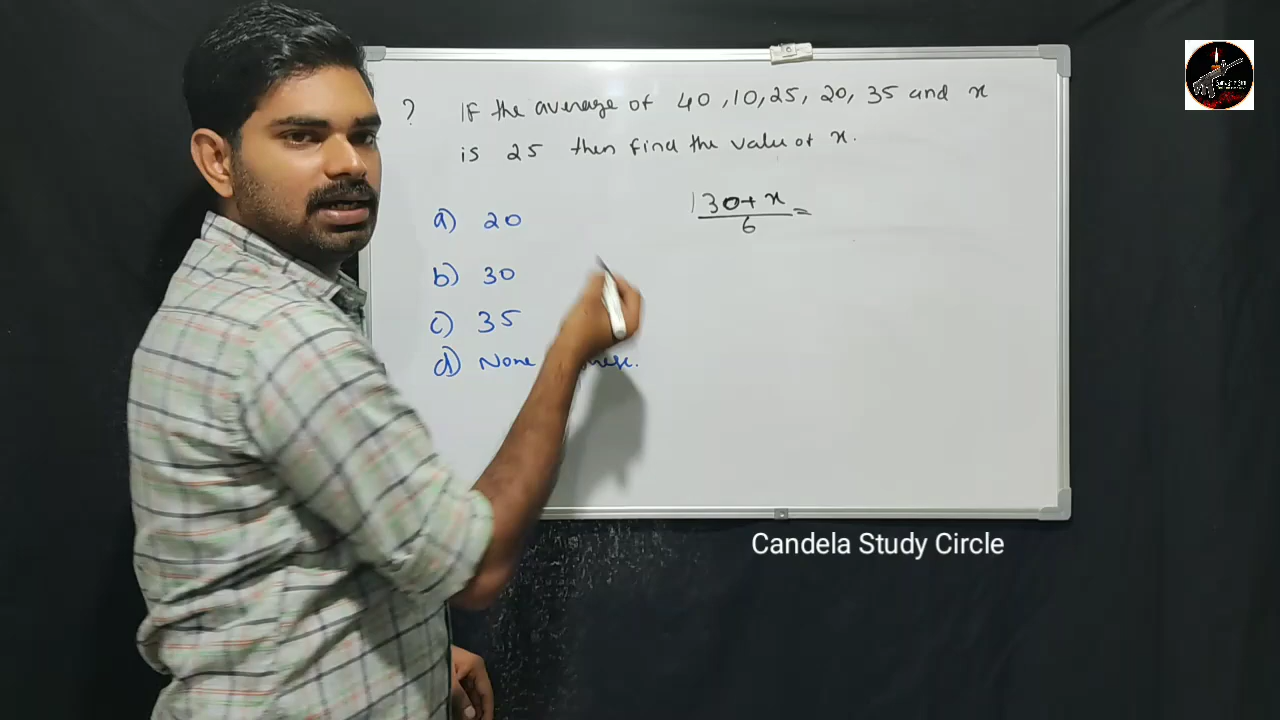 ? If the average of 40, 10, 25, 20, 35 and x
is 25 then find the value of x.
130 + x
6 =
a) 20
b) 30
c) 35
d) None
Candela Study Circle